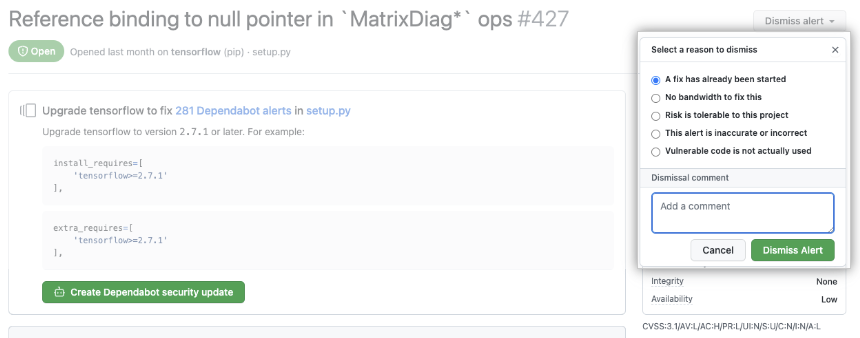 Reference binding to null pointer in `MatrixDiag*` ops #427
Dismiss alert
Open
Opened last month on tensorflow (pip) · setup.py
Upgrade tensorflow to fix 281 Dependabot alerts in setup.py
Upgrade tensorflow to version 2.7.1 or later. For example:
install_requires=[
'tensorflow>=2.7.1'
],
extra_requires=[
'tensorflow>=2.7.1'
],
Create Dependabot security update
Select a reason to dismiss
A fix has already been started
No bandwidth to fix this
Risk is tolerable to this project
This alert is inaccurate or incorrect
Vulnerable code is not actually used
Dismissal comment
Add a comment
Cancel
Dismiss Alert
Integrity None
Availability Low
CVSS:3.1/AV:L/AC:H/PR:L/UI:N/S:U/C:N/I:N/A:L